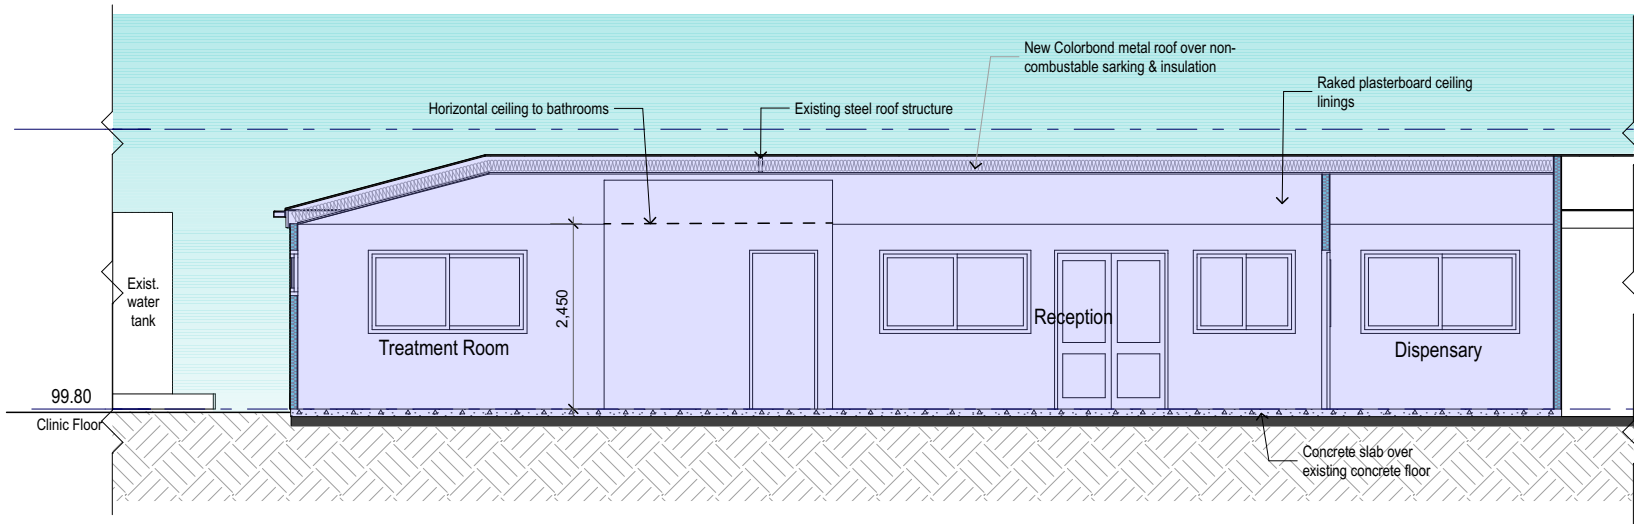 New Colorbond metal roof over non-
combustable sarking & insulation
Raked plasterboard ceiling
linings
Horizontal ceiling to bathrooms
Existing steel roof structure
Exist.
water
tank
2,450
Reception
Treatment Room
Dispensary
99.80
Clinic Floor
Concrete slab over
existing concrete floor